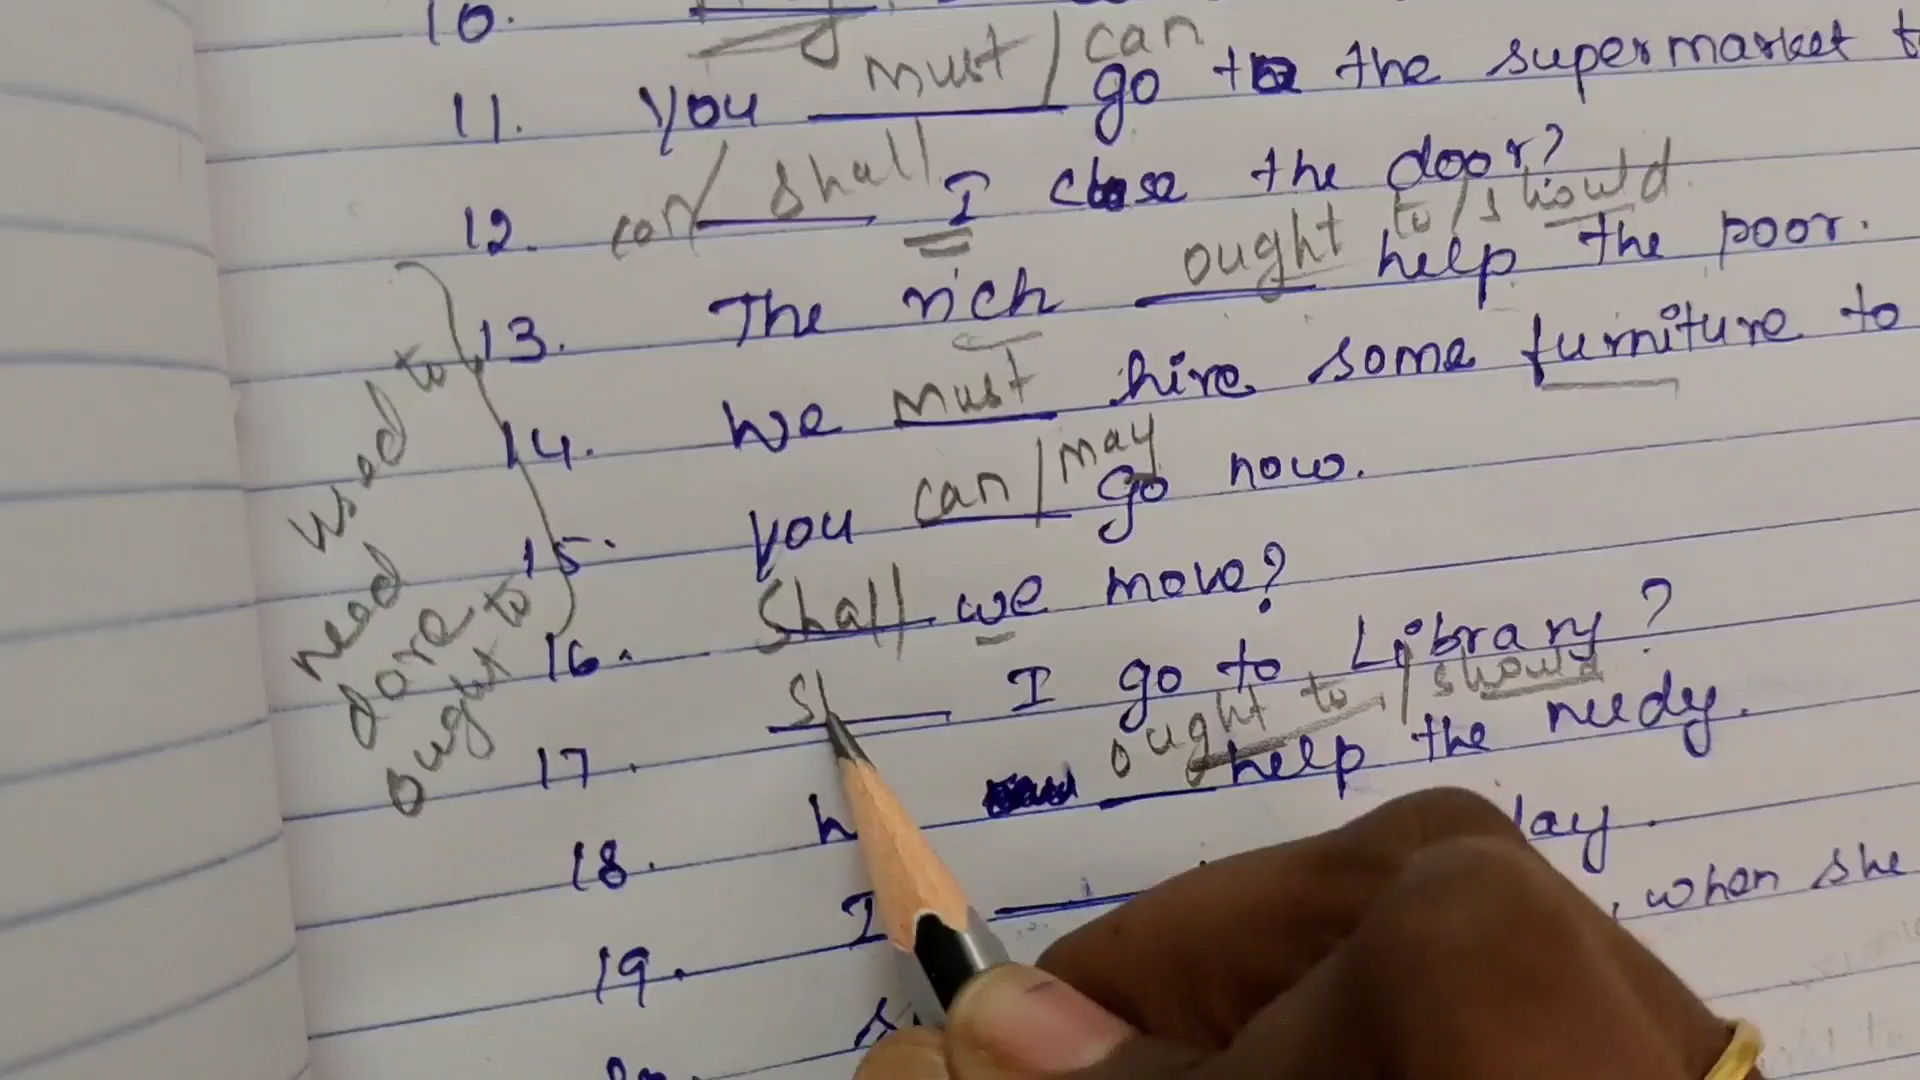 10.
11. You must/can go to the supermarket
12. can/shall I close the door?
13. The rich ought to/should help the poor.
14. We must hire some furniture to
15. You can/may go now.
16. Shall we move?
17. Sh I go to Library?
18. ought to/should help the needy.
19. I day.
, when she
used to
need
dare
ought to